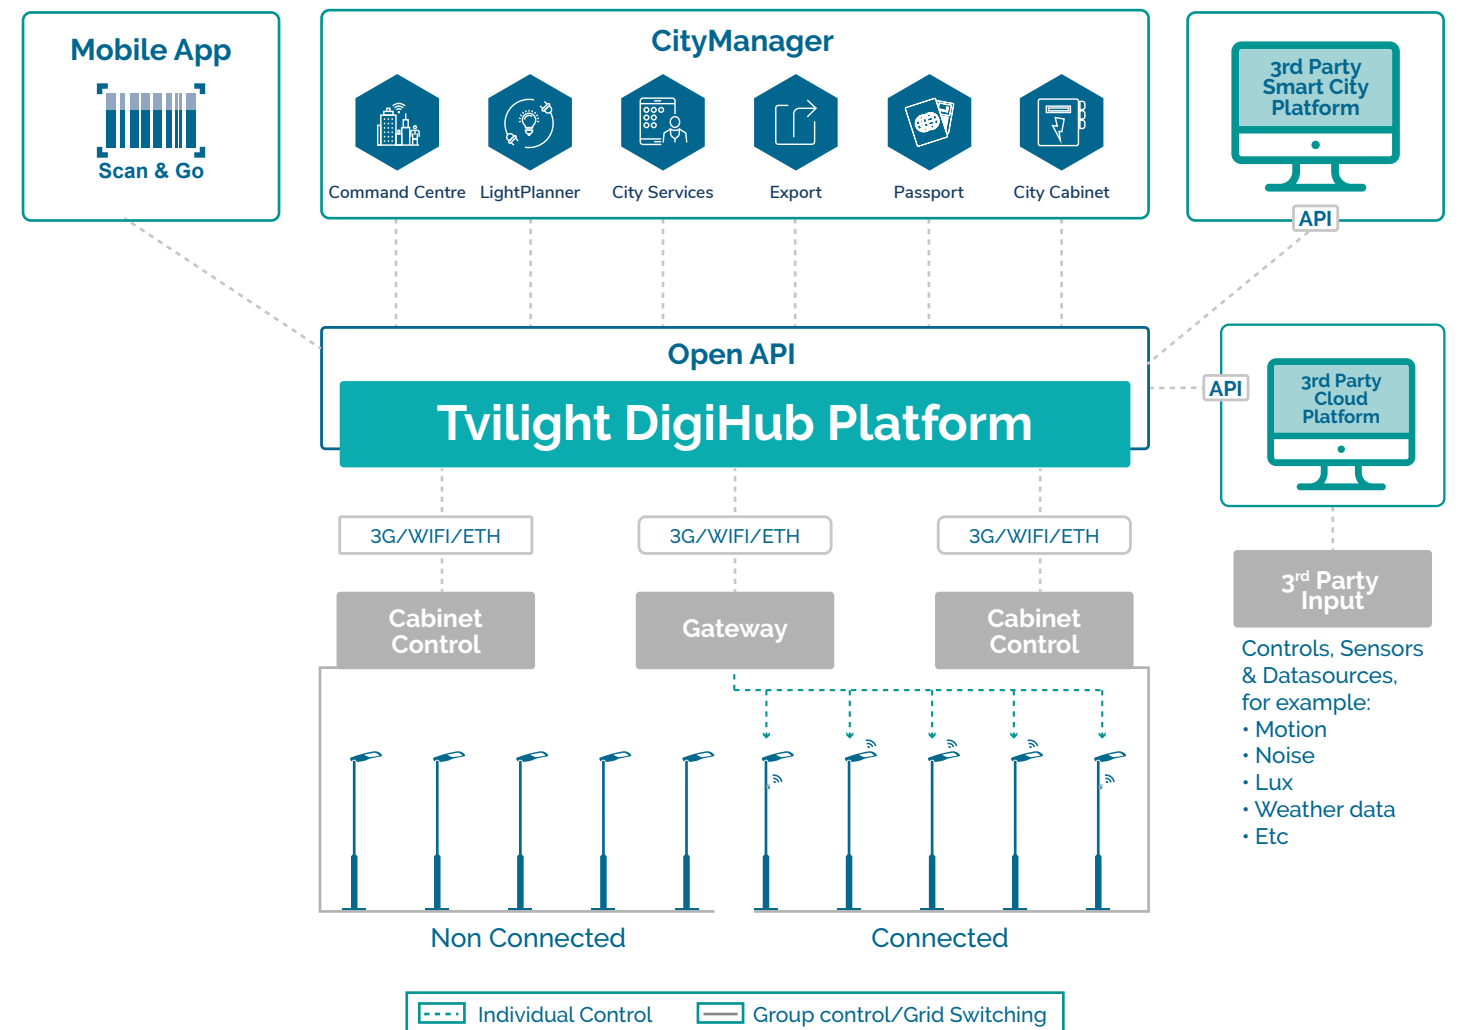 Mobile App
Scan & Go
CityManager
Command Centre
LightPlanner
City Services
Export
Passport
City Cabinet
3rd Party
Smart City
Platform
API
Open API
Tvilight DigiHub Platform
API
3rd Party
Cloud
Platform
3G/WIFI/ETH
3G/WIFI/ETH
3G/WIFI/ETH
Cabinet
Control
Gateway
Cabinet
Control
3rd Party
Input
Controls, Sensors
& Datasources,
for example:
• Motion
• Noise
• Lux
• Weather data
• Etc
Non Connected
Connected
Individual Control
Group control/Grid Switching